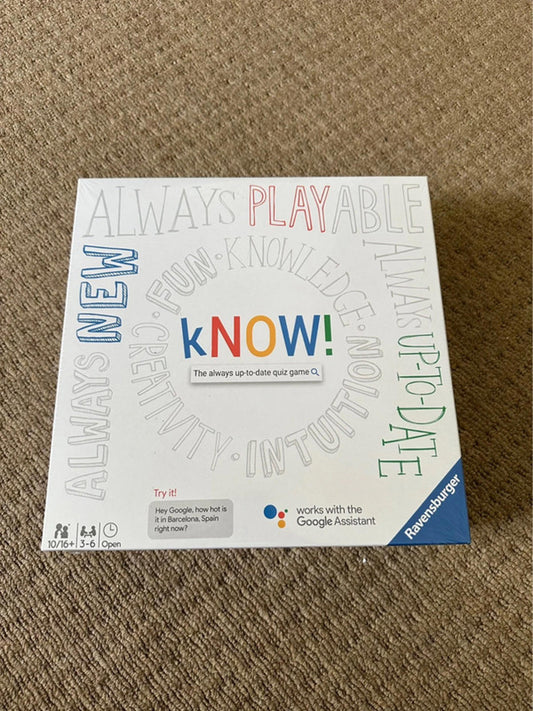 ALWAYS PLAYABLE
ALWAYS NEW
ALWAYS UP-TO-DATE
FUN · KNOWLEDGE · INTUITION · CREATIVITY ·
kNOW!
The always up-to-date quiz game
Try it!
Hey Google, how hot is
it in Barcelona, Spain
right now?
works with the
Google Assistant
Ravensburger
10/16+ 3-6 Open